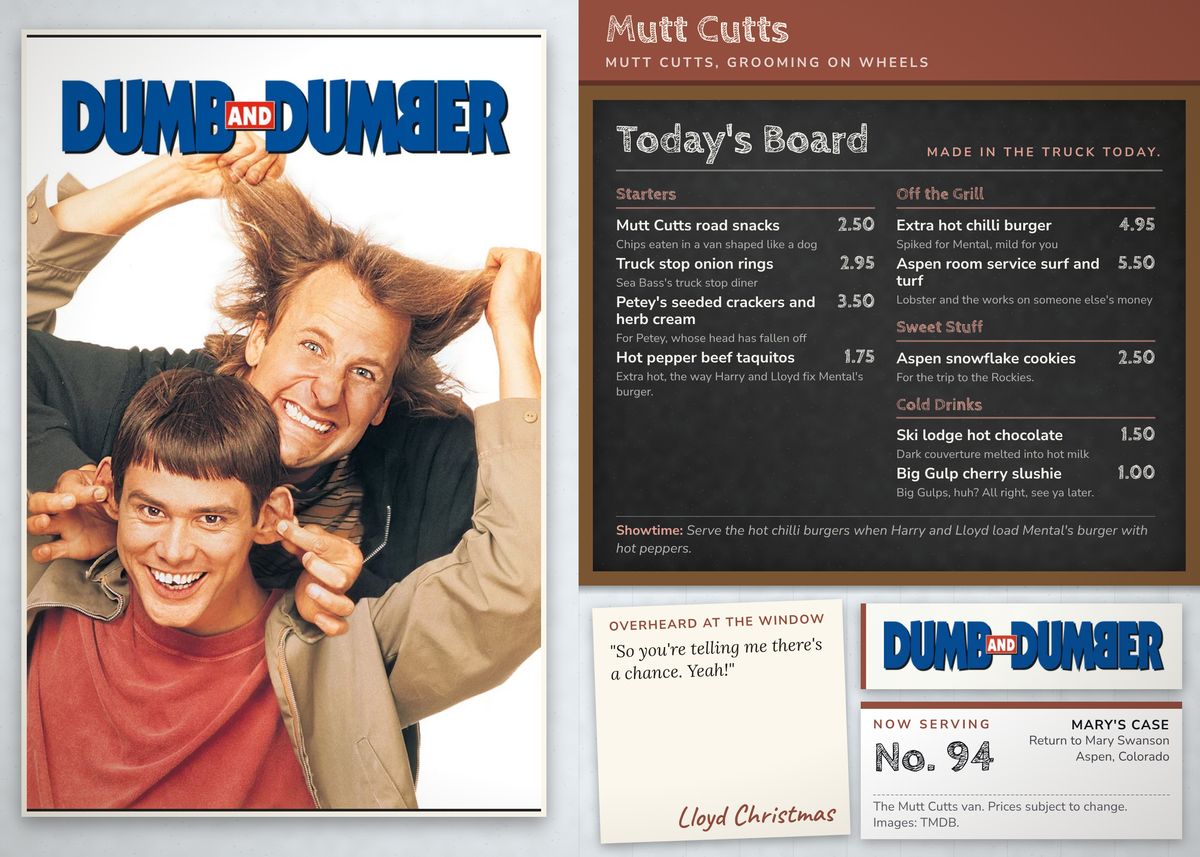 DUMB AND DUMBER
Mutt Cutts
MUTT CUTTS, GROOMING ON WHEELS
Today's Board
MADE IN THE TRUCK TODAY.
Starters
Mutt Cutts road snacks 2.50
Chips eaten in a van shaped like a dog
Truck stop onion rings 2.95
Sea Bass's truck stop diner
Petey's seeded crackers and 3.50
herb cream
For Petey, whose head has fallen off
Hot pepper beef taquitos 1.75
Extra hot, the way Harry and Lloyd fix Mental's
burger.
Off the Grill
Extra hot chilli burger 4.95
Spiked for Mental, mild for you
Aspen room service surf and 5.50
turf
Lobster and the works on someone else's money
Sweet Stuff
Aspen snowflake cookies 2.50
For the trip to the Rockies.
Cold Drinks
Ski lodge hot chocolate 1.50
Dark couverture melted into hot milk
Big Gulp cherry slushie 1.00
Big Gulps, huh? All right, see ya later.
Showtime: Serve the hot chilli burgers when Harry and Lloyd load Mental's burger with
hot peppers.
OVERHEARD AT THE WINDOW
"So you're telling me there's
a chance. Yeah!"
Lloyd Christmas
DUMB AND DUMBER
NOW SERVING
No. 94
MARY'S CASE
Return to Mary Swanson
Aspen, Colorado
The Mutt Cutts van. Prices subject to change.
Images: TMDB.